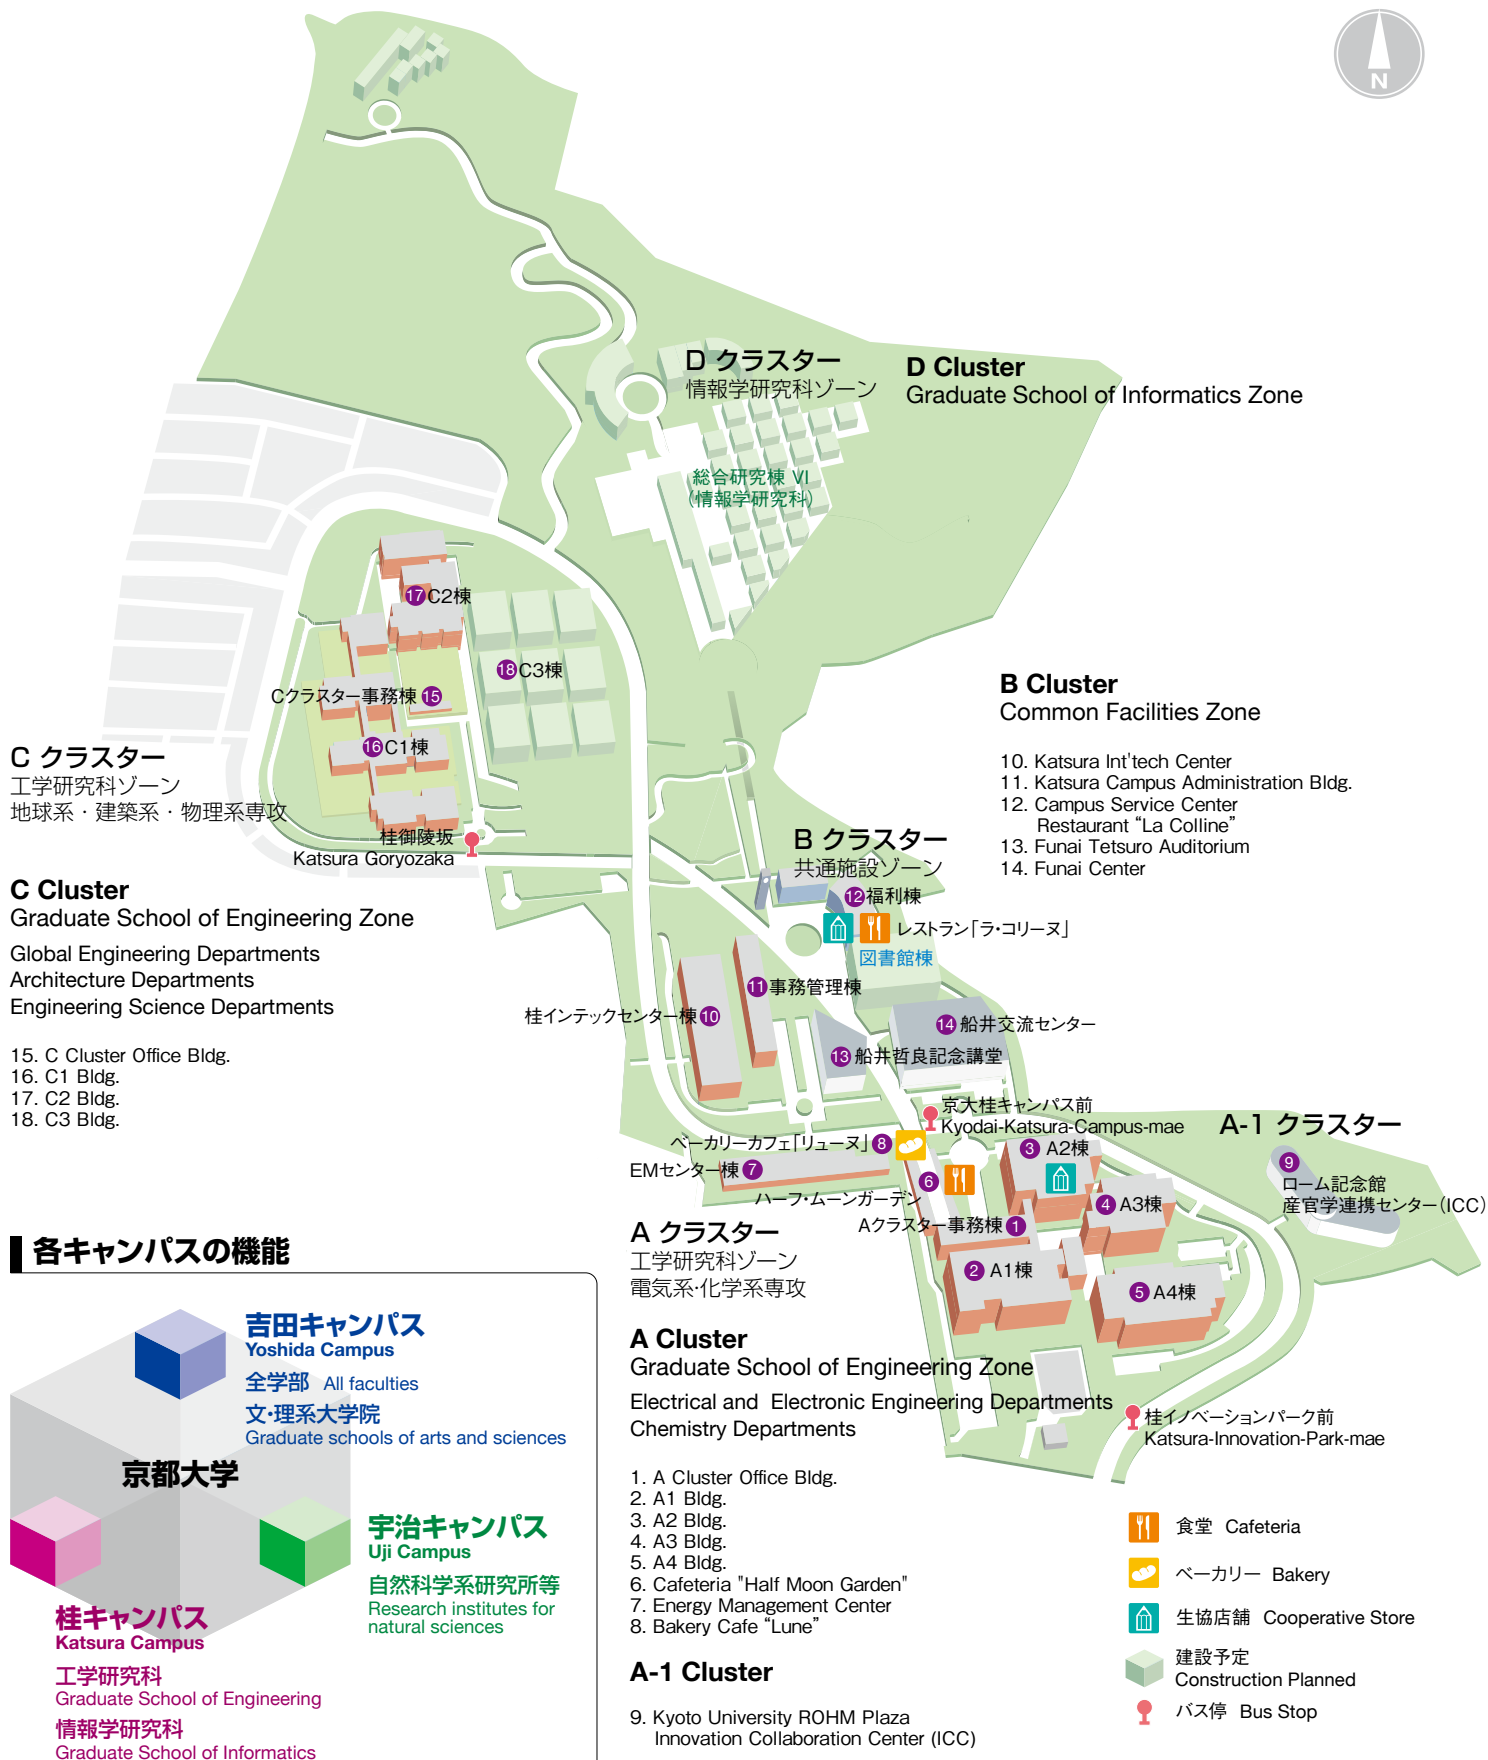 N
D クラスター
情報学研究科ゾーン
D Cluster
Graduate School of Informatics Zone
総合研究棟 VI
(情報学研究科)
17 C2棟
18 C3棟
Cクラスター事務棟 15
16 C1棟
C クラスター
工学研究科ゾーン
地球系・建築系・物理系専攻
桂御陵坂
Katsura Goryozaka
C Cluster
Graduate School of Engineering Zone
Global Engineering Departments
Architecture Departments
Engineering Science Departments
15. C Cluster Office Bldg.
16. C1 Bldg.
17. C2 Bldg.
18. C3 Bldg.
B Cluster
Common Facilities Zone
10. Katsura Int'tech Center
11. Katsura Campus Administration Bldg.
12. Campus Service Center
Restaurant “La Colline”
13. Funai Tetsuro Auditorium
14. Funai Center
B クラスター
共通施設ゾーン
12 福利棟
レストラン「ラ・コリーヌ」
図書館棟
11 事務管理棟
桂インテックセンター棟 10
14 船井交流センター
13 船井哲良記念講堂
京大桂キャンパス前
Kyodai-Katsura-Campus-mae
A-1 クラスター
ベーカリーカフェ「リューヌ」 8
3 A2棟
EMセンター棟 7
9
ローム記念館
産官学連携センター(ICC)
6
ハーフ・ムーンガーデン
4 A3棟
Aクラスター事務棟 1
A クラスター
工学研究科ゾーン
電気系・化学系専攻
2 A1棟
5 A4棟
A Cluster
Graduate School of Engineering Zone
Electrical and Electronic Engineering Departments
Chemistry Departments
桂イノベーションパーク前
Katsura-Innovation-Park-mae
1. A Cluster Office Bldg.
2. A1 Bldg.
3. A2 Bldg.
4. A3 Bldg.
5. A4 Bldg.
6. Cafeteria "Half Moon Garden"
7. Energy Management Center
8. Bakery Cafe “Lune”
A-1 Cluster
9. Kyoto University ROHM Plaza
Innovation Collaboration Center (ICC)
食堂 Cafeteria
ベーカリー Bakery
生協店舗 Cooperative Store
建設予定
Construction Planned
バス停 Bus Stop
各キャンパスの機能
吉田キャンパス
Yoshida Campus
全学部 All faculties
文・理系大学院
Graduate schools of arts and sciences
京都大学
宇治キャンパス
Uji Campus
自然科学系研究所等
Research institutes for
natural sciences
桂キャンパス
Katsura Campus
工学研究科
Graduate School of Engineering
情報学研究科
Graduate School of Informatics